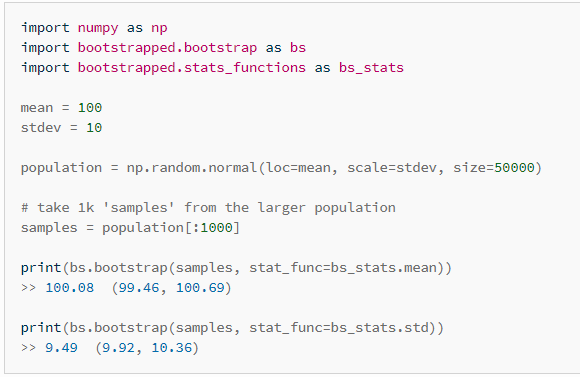 import numpy as np
import bootstrapped.bootstrap as bs
import bootstrapped.stats_functions as bs_stats
mean = 100
stdev = 10
population = np.random.normal(loc=mean, scale=stdev, size=50000)
# take 1k 'samples' from the larger population
samples = population[:1000]
print(bs.bootstrap(samples, stat_func=bs_stats.mean))
>> 100.08  (99.46, 100.69)
print(bs.bootstrap(samples, stat_func=bs_stats.std))
>> 9.49  (9.92, 10.36)